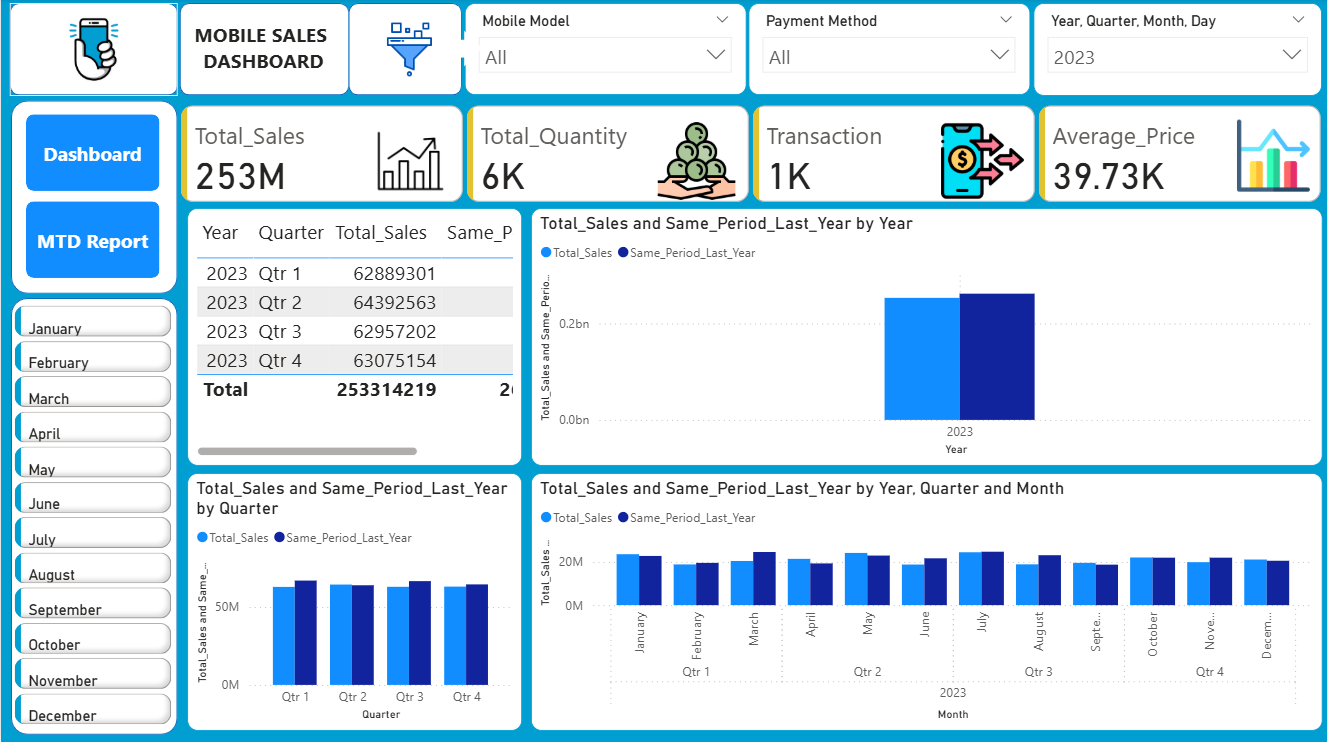 MOBILE SALES
DASHBOARD
Mobile Model
All
Payment Method
All
Year, Quarter, Month, Day
2023
Dashboard
MTD Report
January
February
March
April
May
June
July
August
September
October
November
December
Total_Sales
253M
Total_Quantity
6K
Transaction
1K
$
Average_Price
39.73K
Year Quarter Total_Sales Same_P
2023 Qtr 1 62889301
2023 Qtr 2 64392563
2023 Qtr 3 62957202
2023 Qtr 4 63075154
Total 253314219 2
Total_Sales and Same_Period_Last_Year by Year
Total_Sales Same_Period_Last_Year
Total_Sales and Same_Perio...
0.2bn
0.0bn
2023
Year
Total_Sales and Same_Period_Last_Year
by Quarter
Total_Sales Same_Period_Last_Year
Total_Sales and Same_...
50M
0M
Qtr 1 Qtr 2 Qtr 3 Qtr 4
Quarter
Total_Sales and Same_Period_Last_Year by Year, Quarter and Month
Total_Sales Same_Period_Last_Year
Total_Sales ...
20M
0M
January February March April May June July August Septe... October Nove... Decem...
Qtr 1 Qtr 2 Qtr 3 Qtr 4
2023
Month